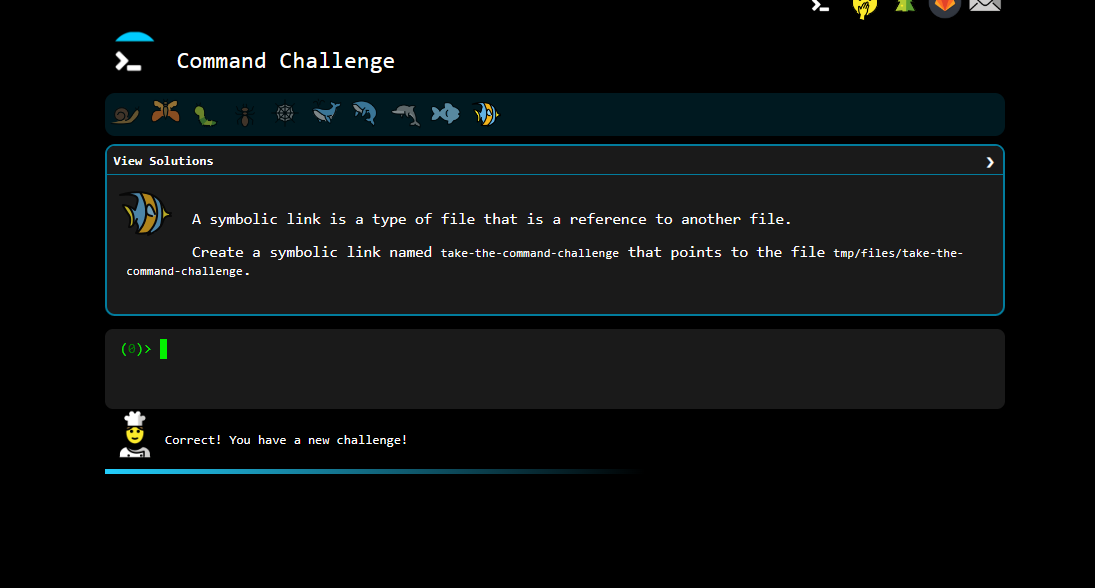 Command Challenge
View Solutions
A symbolic link is a type of file that is a reference to another file.
Create a symbolic link named take-the-command-challenge that points to the file tmp/files/take-the-
command-challenge.
(0)>
Correct! You have a new challenge!